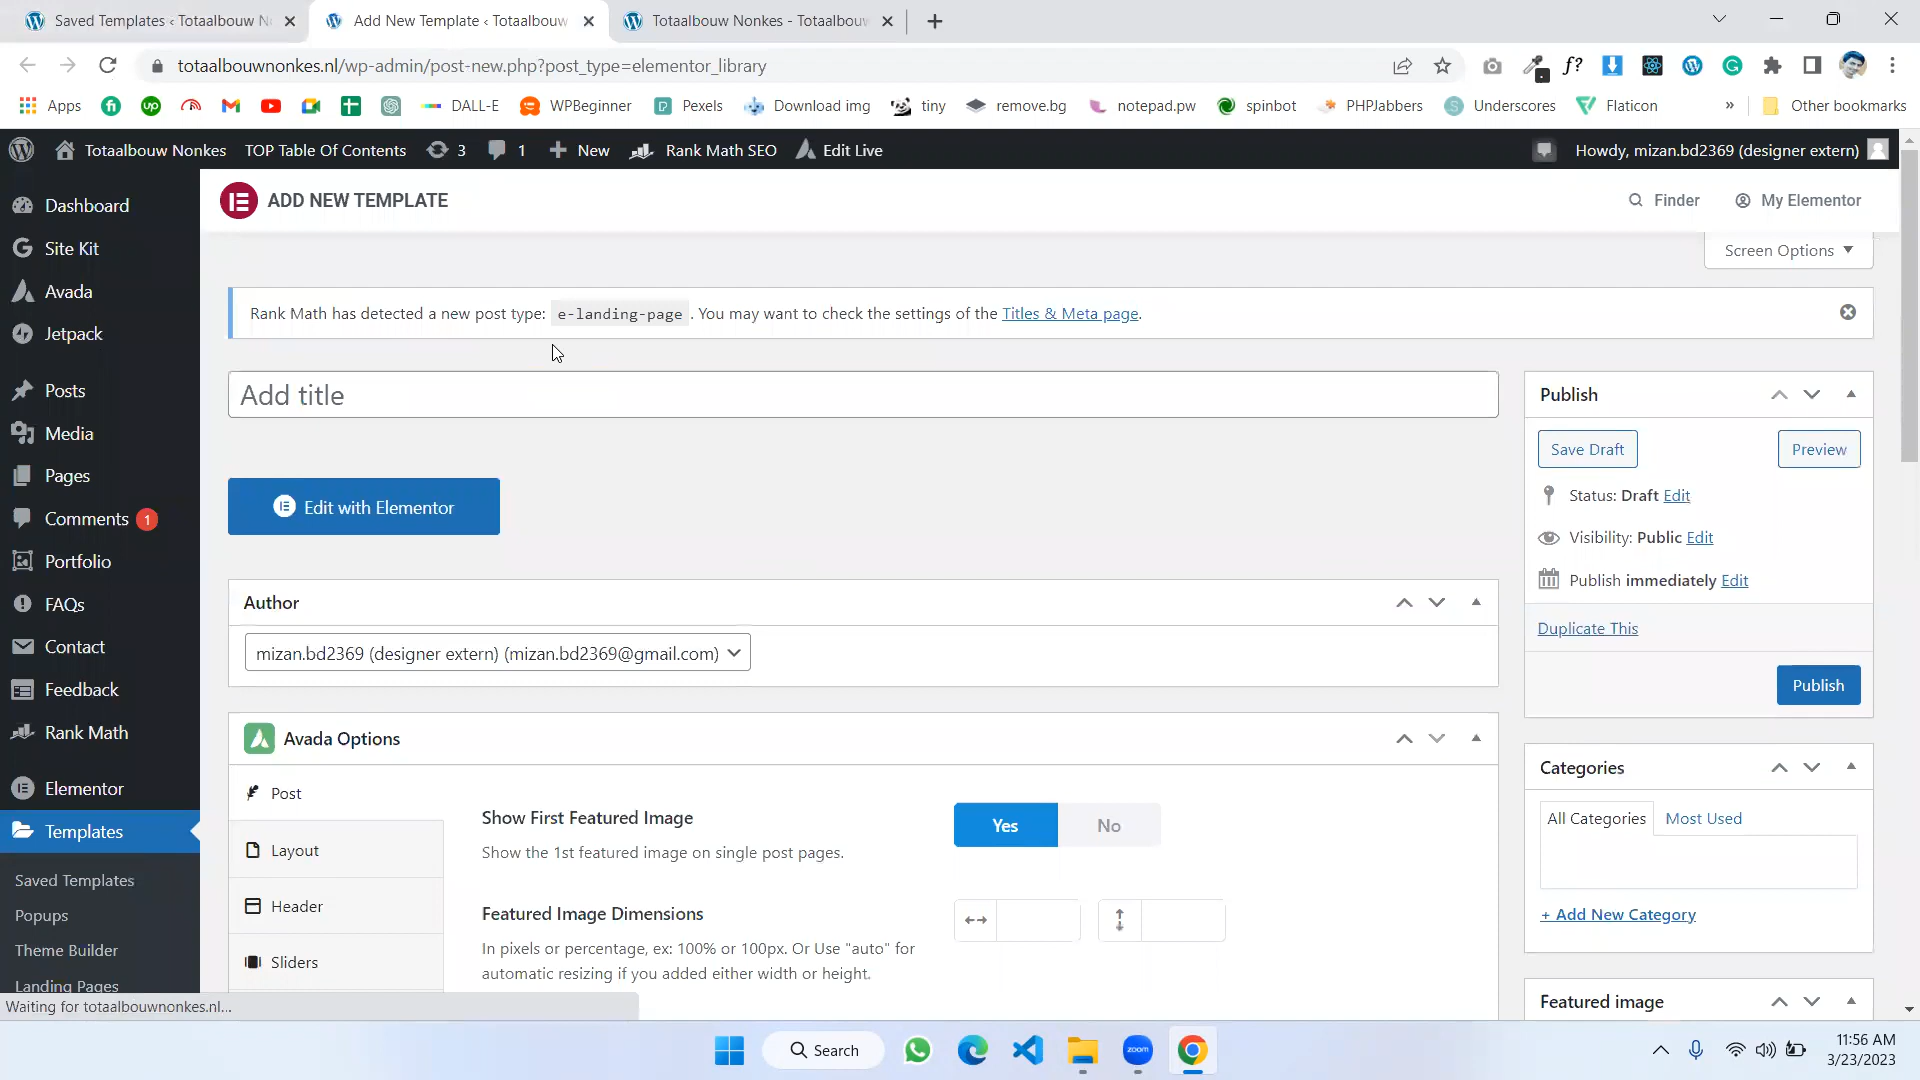 Saved Templates ‹ Totaalbouw N
Add New Template ‹ Totaalbouw
Totaalbouw Nonkes - Totaalbouw
totaalbouwnonkes.nl/wp-admin/post-new.php?post_type=elementor_library
f?
Apps
up
DALL-E
WPBeginner
Pexels
Download img
tiny
remove.bg
notepad.pw
spinbot
PHPJabbers
Underscores
Flaticon
»
Other bookmarks
Totaalbouw Nonkes
TOP Table Of Contents
3
1
New
Rank Math SEO
Edit Live
Howdy, mizan.bd2369 (designer extern)
Dashboard
Site Kit
Avada
Jetpack
Posts
Media
Pages
Comments 1
Portfolio
FAQs
Contact
Feedback
Rank Math
Elementor
Templates
Saved Templates
Popups
Theme Builder
Landing Pages
Waiting for totaalbouwnonkes.nl...
ADD NEW TEMPLATE
Finder
My Elementor
Screen Options
Rank Math has detected a new post type: e-landing-page . You may want to check the settings of the Titles & Meta page.
Add title
Edit with Elementor
Author
mizan.bd2369 (designer extern) (mizan.bd2369@gmail.com)
Avada Options
Post
Layout
Header
Sliders
Show First Featured Image
Show the 1st featured image on single post pages.
Yes
No
Featured Image Dimensions
In pixels or percentage, ex: 100% or 100px. Or Use "auto" for
automatic resizing if you added either width or height.
Publish
Save Draft
Preview
Status: Draft Edit
Visibility: Public Edit
Publish immediately Edit
Duplicate This
Publish
Categories
All Categories
Most Used
+ Add New Category
Featured image
Search
zoom
11:56 AM
3/23/2023